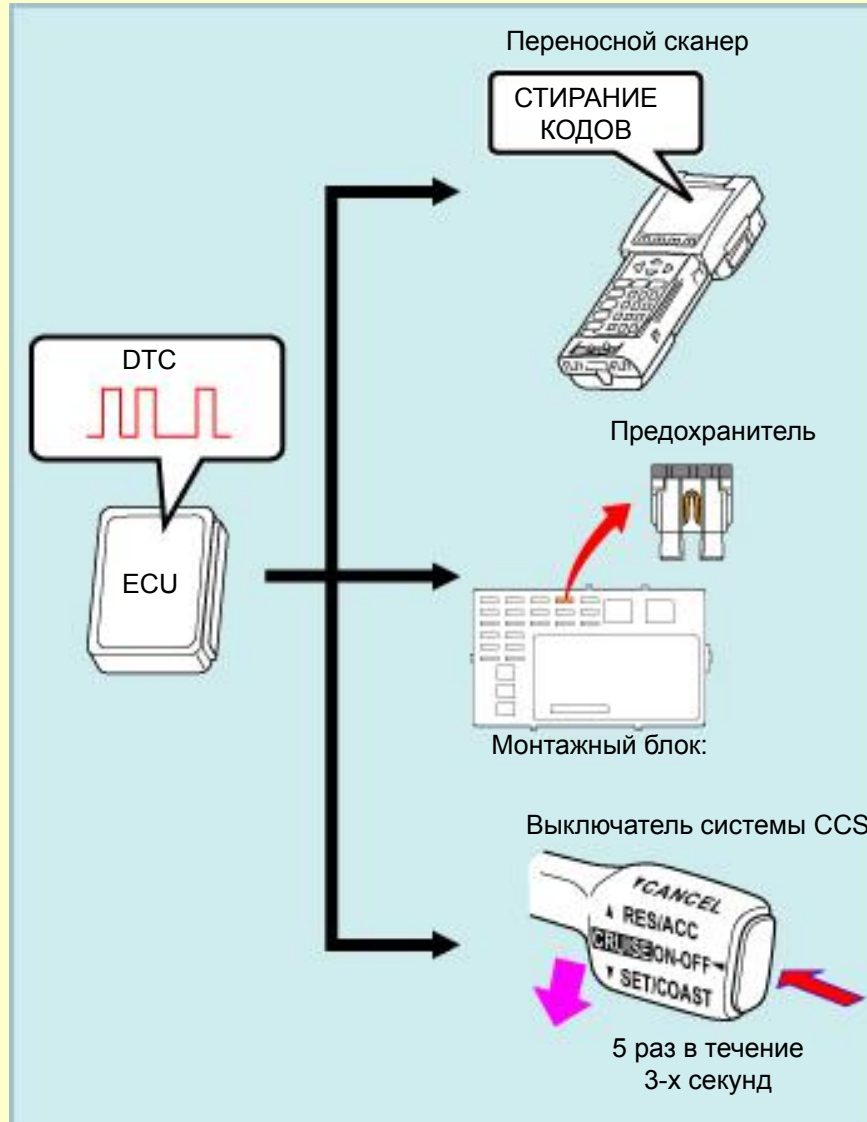 Переносной сканер
СТИРАНИЕ
КОДОВ
DTC
Предохранитель
ECU
Монтажный блок:
Выключатель системы CCS
CANCEL
RES/ACC
CRUISE ON-OFF
SET/COAST
5 раз в течение
3-х секунд